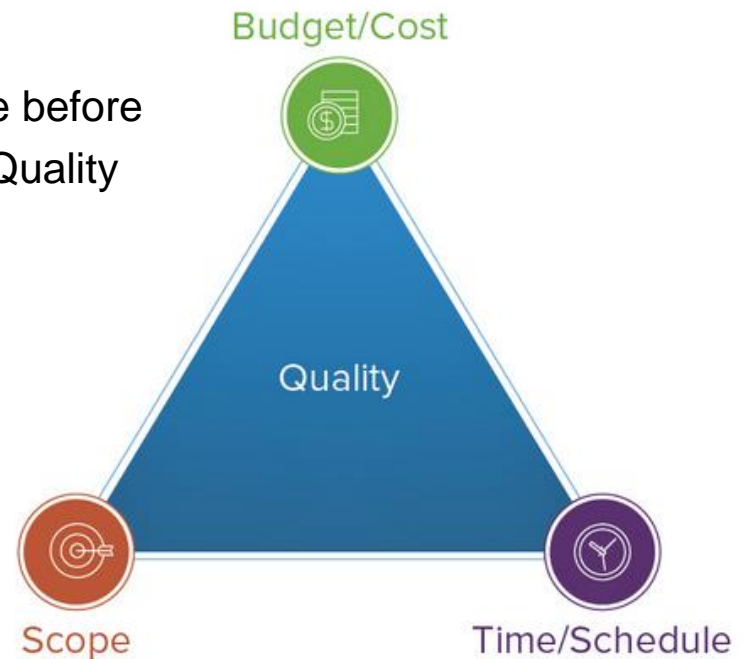 Budget/Cost
e before
Quality
Quality
Scope
Time/Schedule